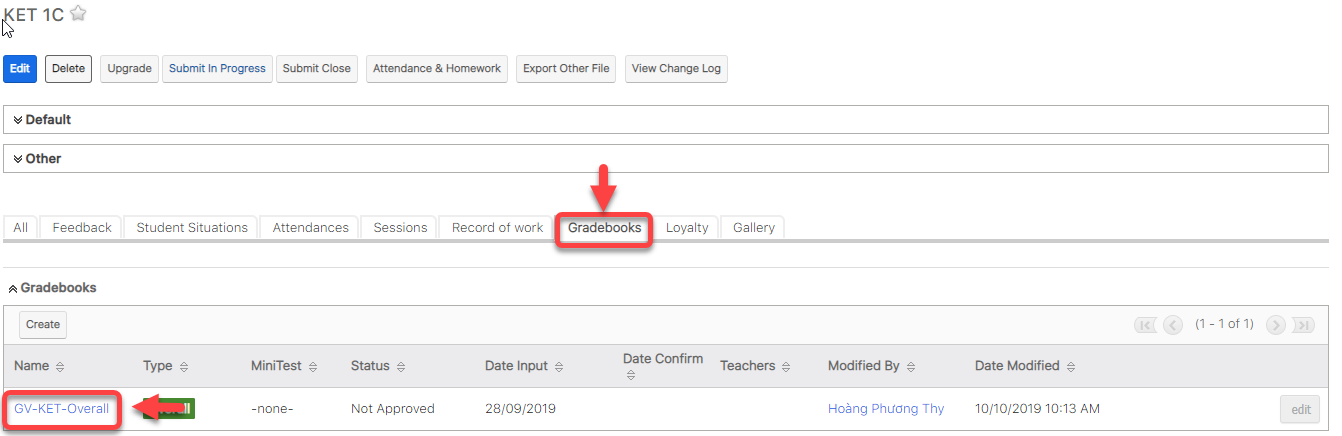 KET 1C
Edit Delete Upgrade Submit In Progress Submit Close Attendance & Homework Export Other File View Change Log
Default
Other
All Feedback Student Situations Attendances Sessions Record of work Gradebooks Loyalty Gallery
Gradebooks
Create (1 - 1 of 1)
Name Type MiniTest Status Date Input Date Confirm Teachers Modified By Date Modified
GV-KET-Overall -none- Not Approved 28/09/2019 Hoàng Phương Thy 10/10/2019 10:13 AM edit